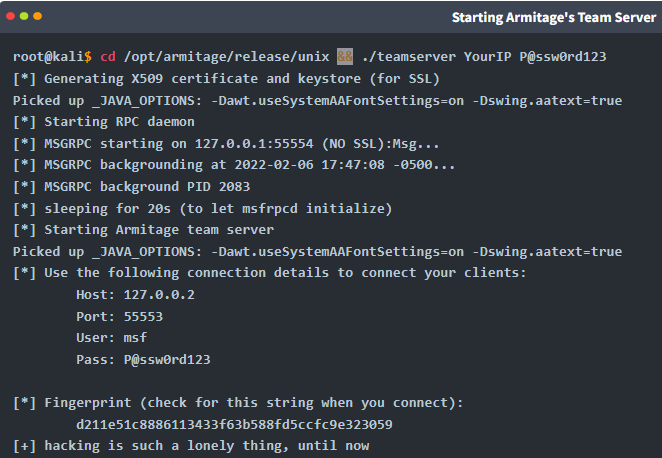 Starting Armitage's Team Server
root@kali$ cd /opt/armitage/release/unix && ./teamserver YourIP P@ssw0rd123
[*] Generating X509 certificate and keystore (for SSL)
Picked up _JAVA_OPTIONS: -Dawt.useSystemAAFontSettings=on -Dswing.aatext=true
[*] Starting RPC daemon
[*] MSGRPC starting on 127.0.0.1:55554 (NO SSL):Msg...
[*] MSGRPC backgrounding at 2022-02-06 17:47:08 -0500...
[*] MSGRPC background PID 2083
[*] sleeping for 20s (to let msfrpcd initialize)
[*] Starting Armitage team server
Picked up _JAVA_OPTIONS: -Dawt.useSystemAAFontSettings=on -Dswing.aatext=true
[*] Use the following connection details to connect your clients:
Host: 127.0.0.2
Port: 55553
User: msf
Pass: P@ssw0rd123
[*] Fingerprint (check for this string when you connect):
d211e51c8886113433f63b588fd5ccfc9e323059
[+] hacking is such a lonely thing, until now